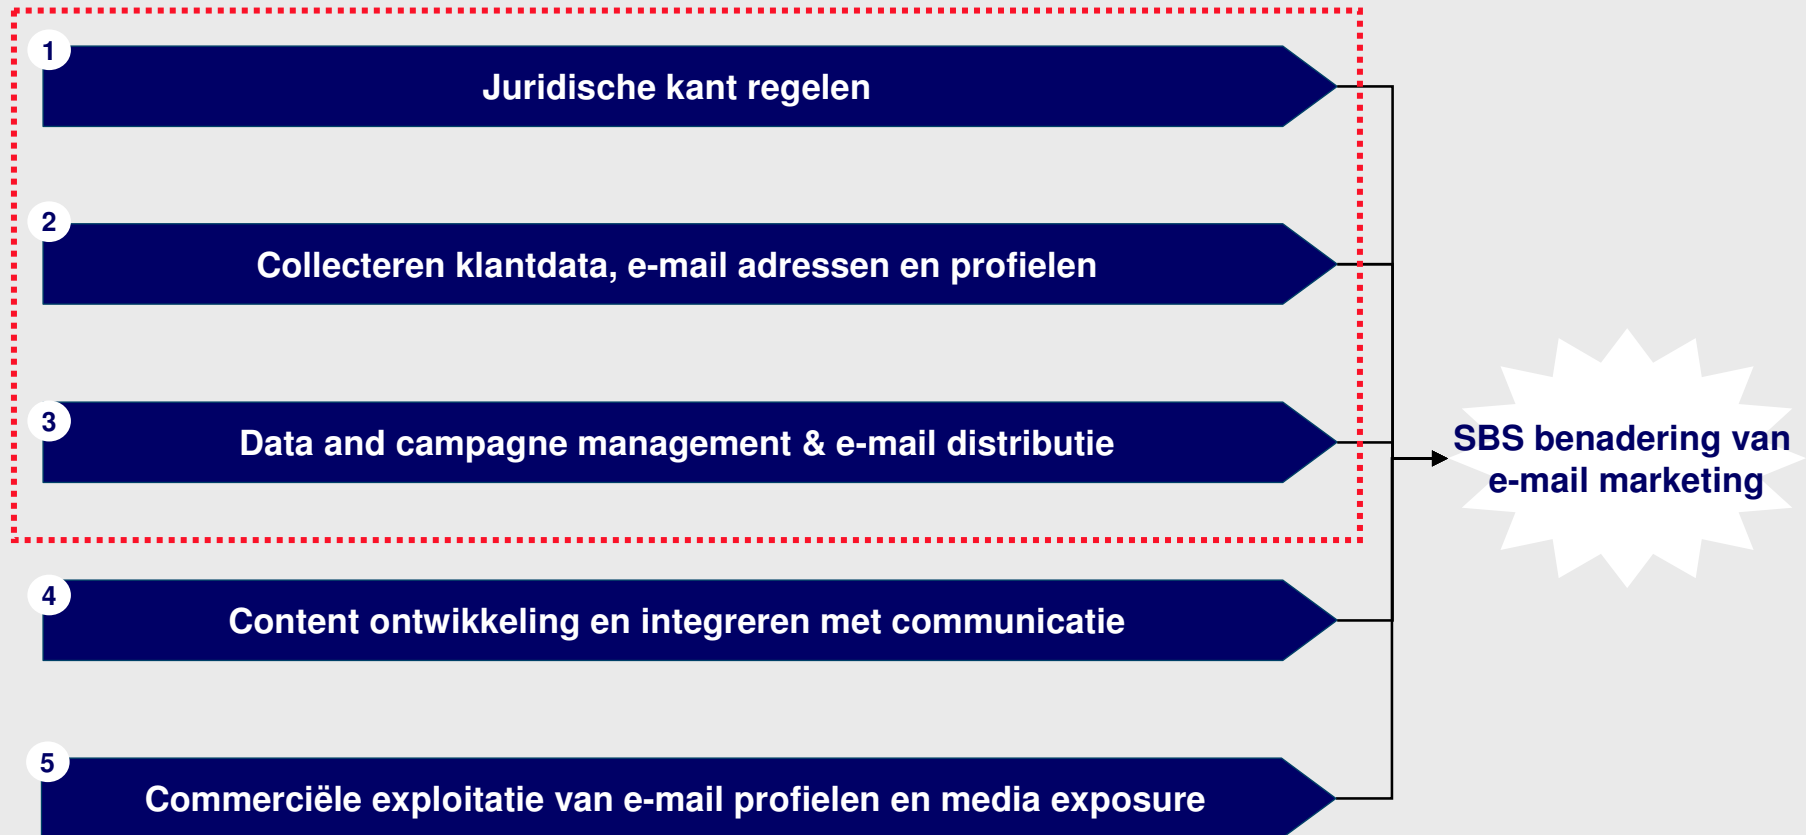 1
Juridische kant regelen
2
Collecteren klantdata, e-mail adressen en profielen
3
Data and campagne management & e-mail distributie
SBS benadering van
e-mail marketing
4
Content ontwikkeling en integreren met communicatie
5
Commerciële exploitatie van e-mail profielen en media exposure